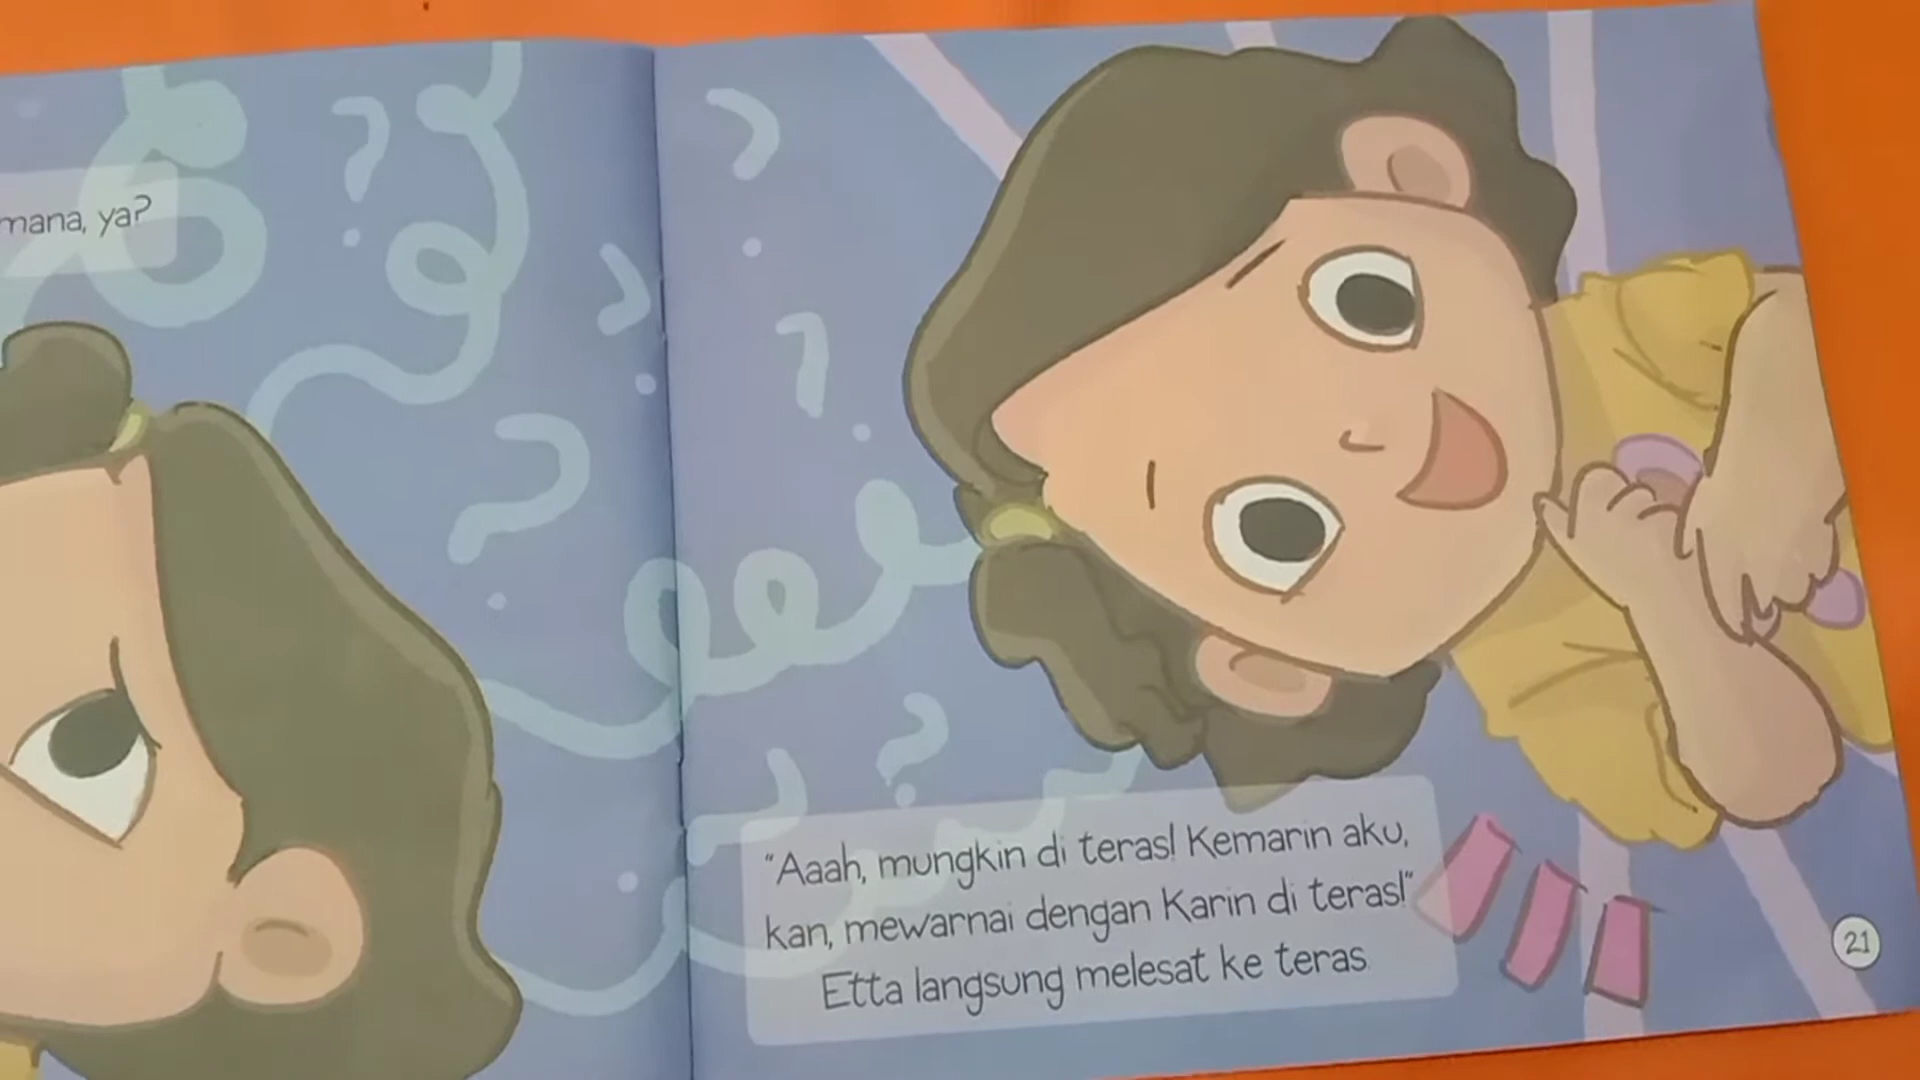 mana, ya?
"Aaah, mungkin di teras! Kemarin aku,
kan, mewarnai dengan Karin di teras!"
Etta langsung melesat ke teras.
21